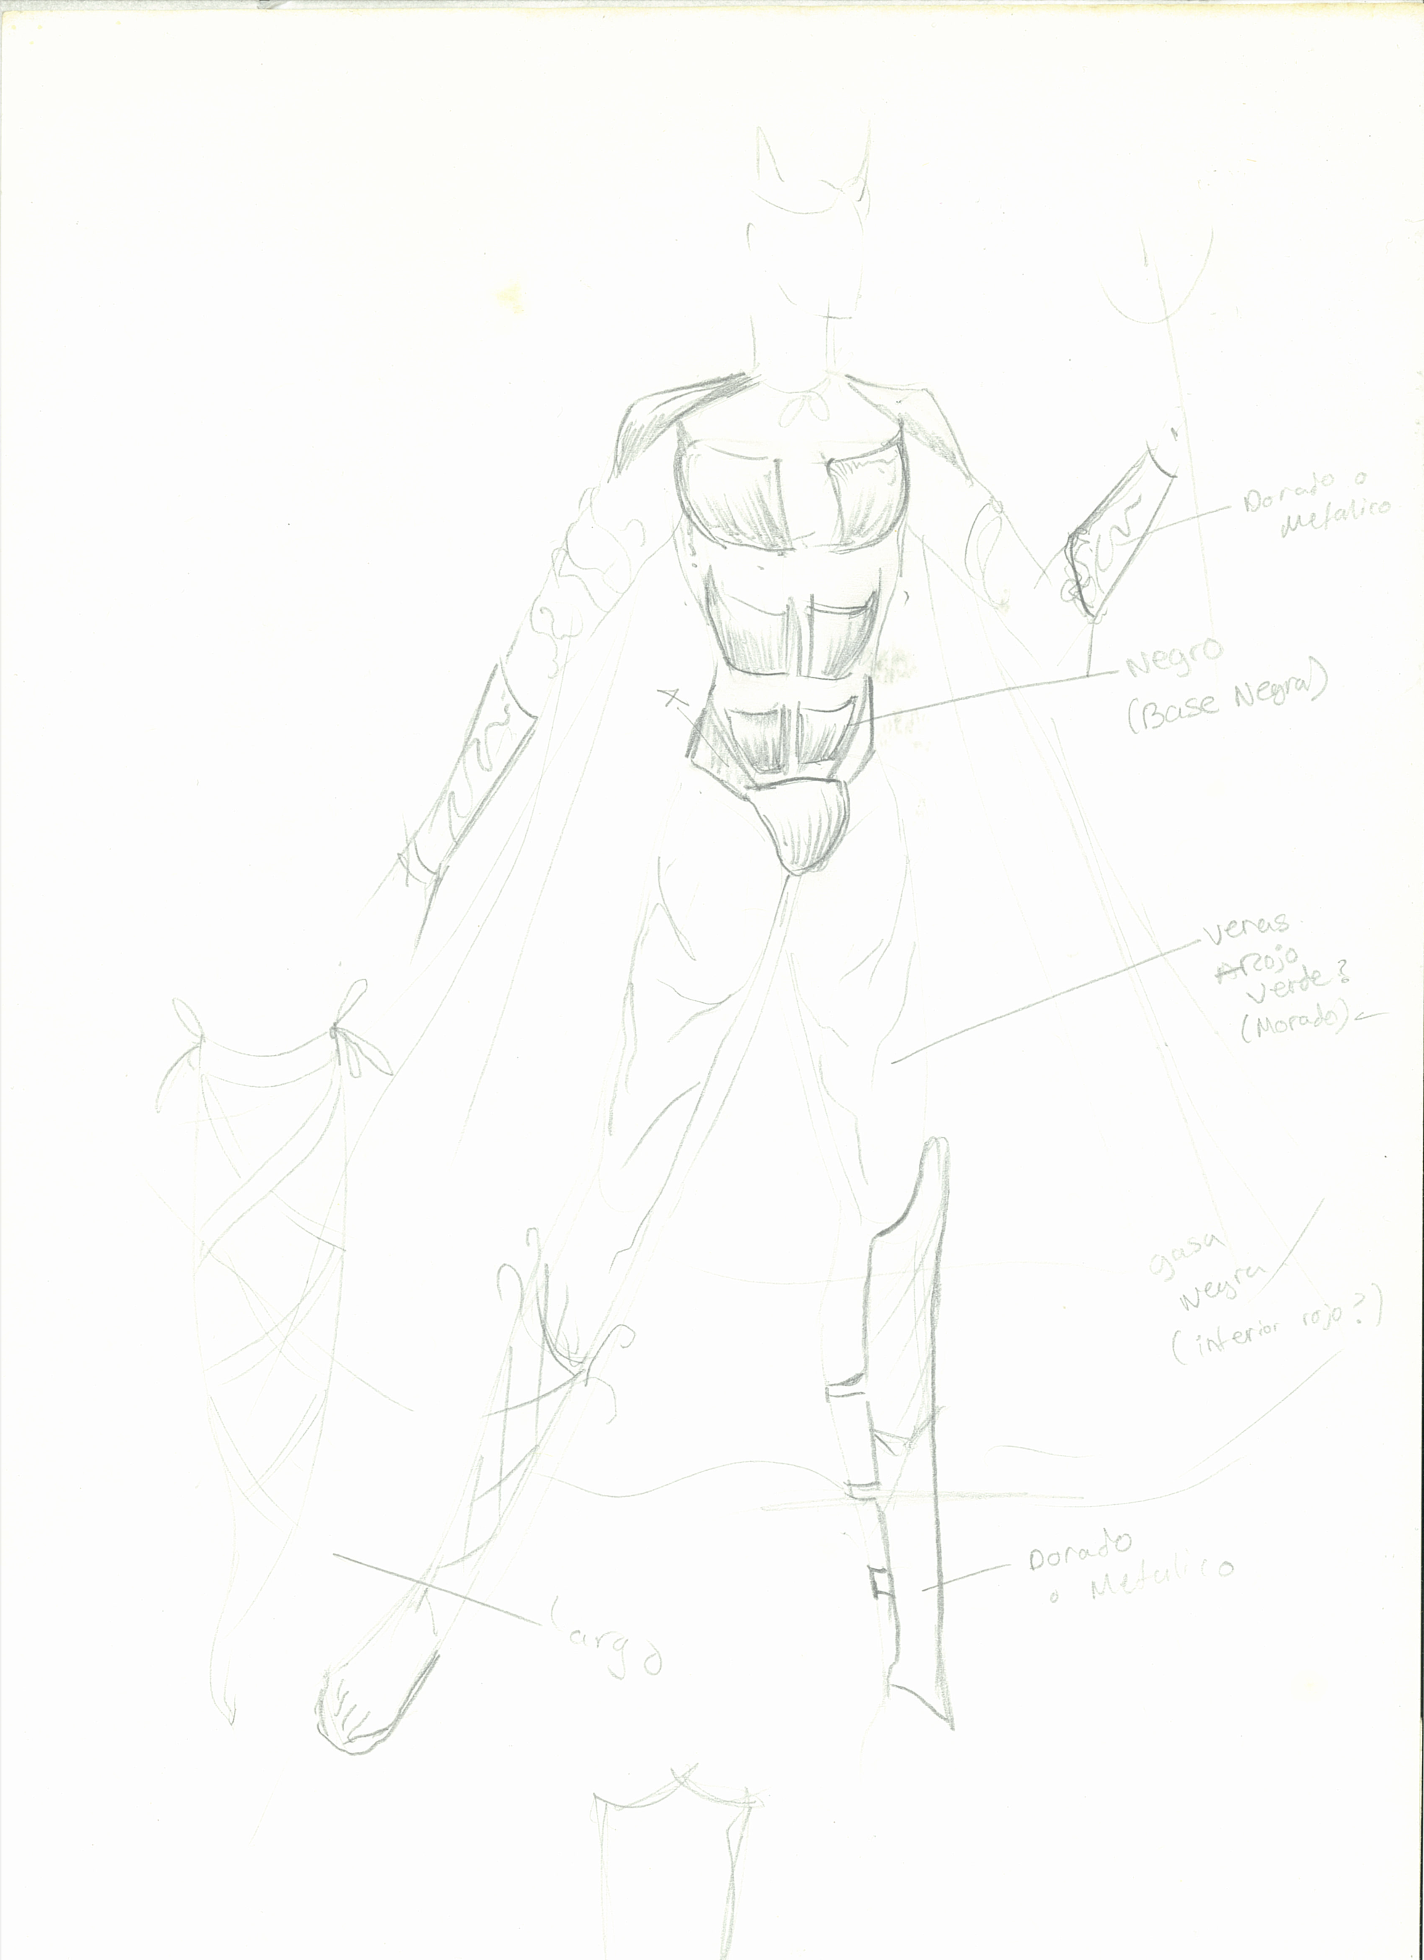 Dorado o
Metalico
Negro
(Base Negra)
venas
Rojo
verde?
(Morado)
gasa
Negra
(interior rojo?)
Dorado
o Metalico
largo